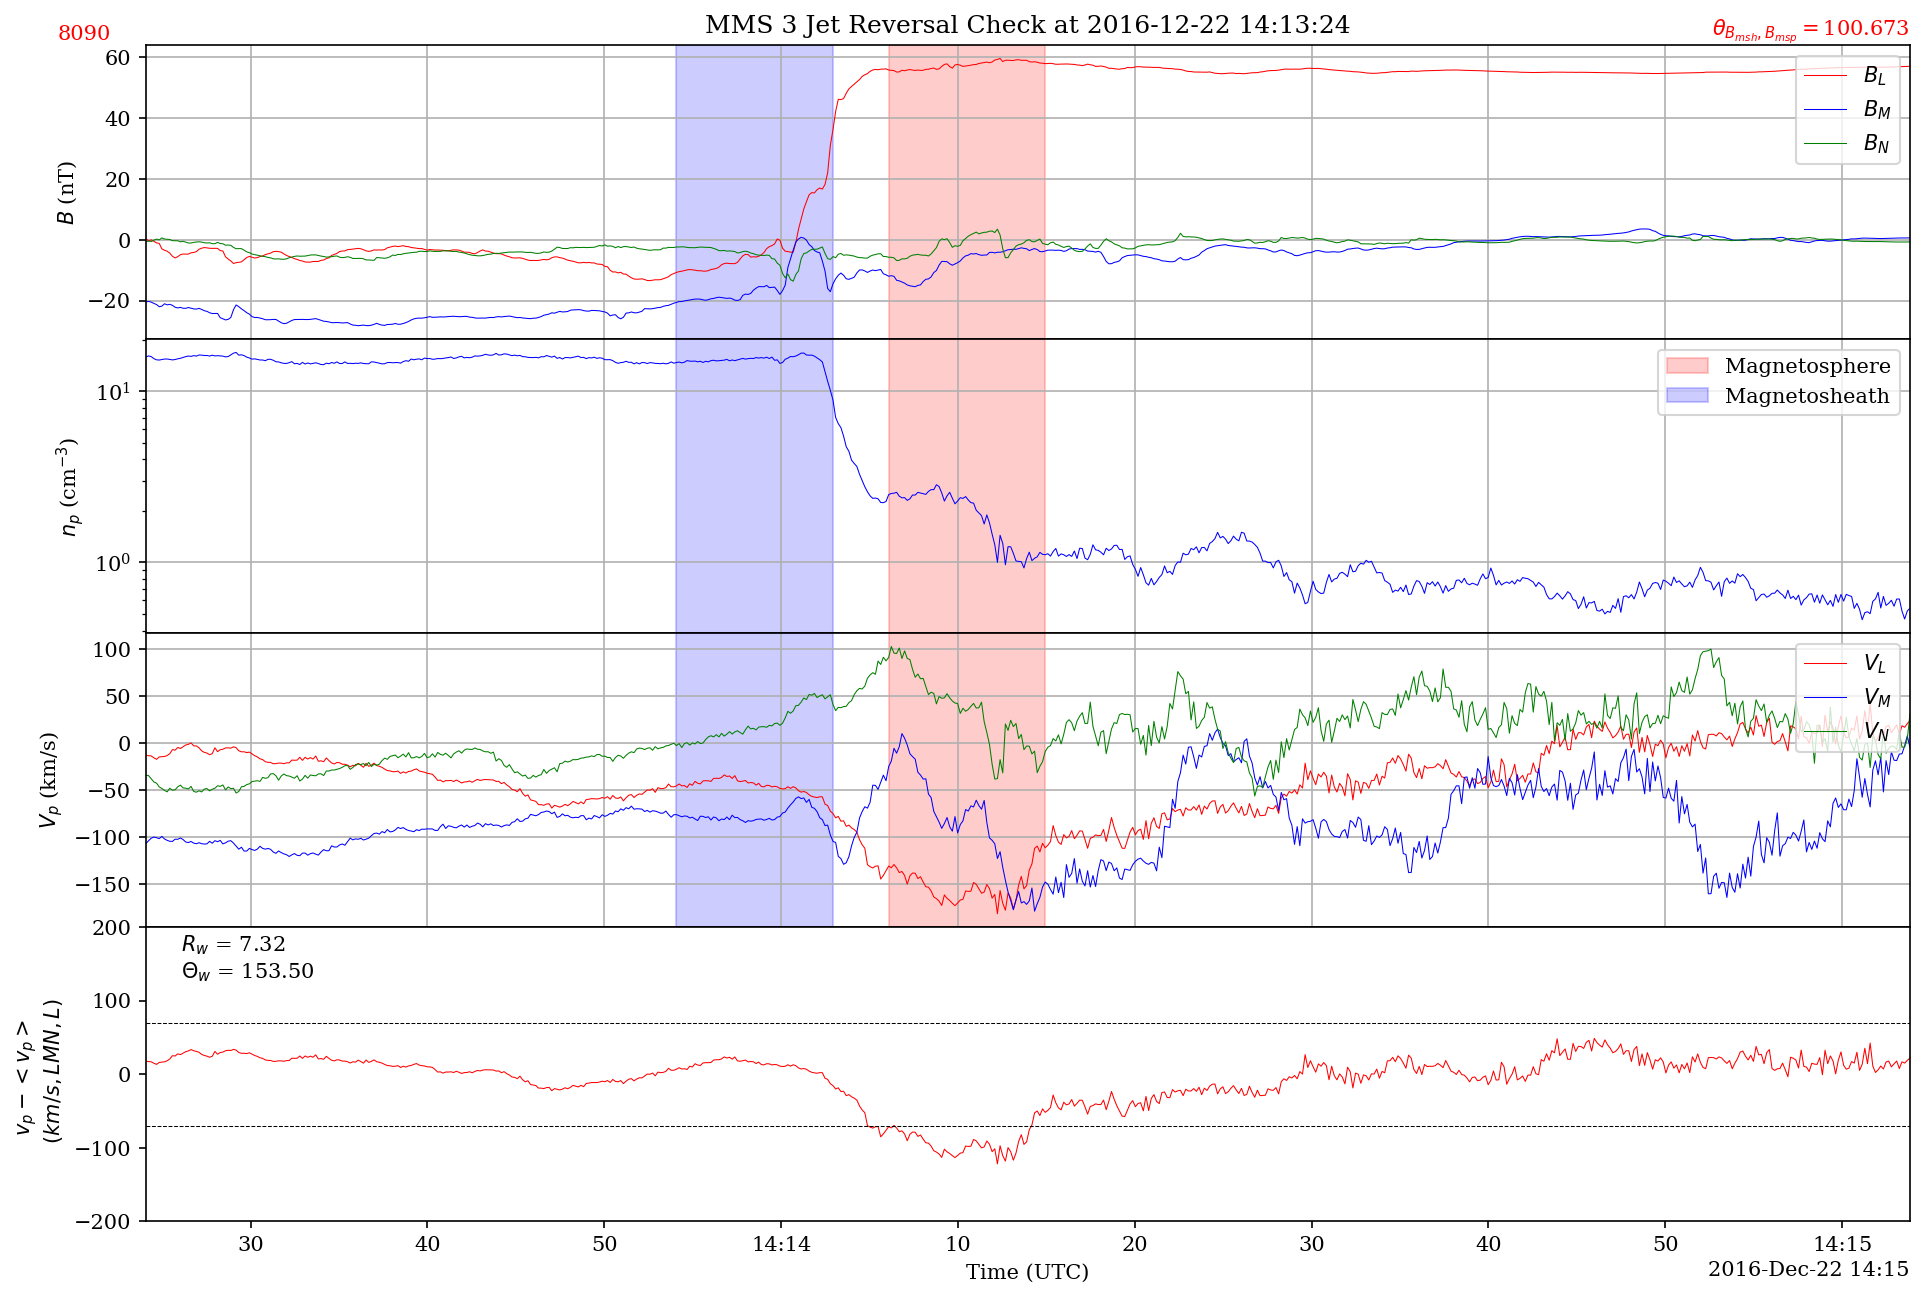 8090
MMS 3 Jet Reversal Check at 2016-12-22 14:13:24
θ_{B_{msh}, B_{msp}} = 100.673
60
40
20
0
−20
B (nT)
B_L
B_M
B_N
10¹
10⁰
n_p (cm⁻³)
Magnetosphere
Magnetosheath
100
50
0
−50
−100
−150
V_p (km/s)
V_L
V_M
V_N
200
100
0
−100
−200
v_p − < v_p >
(km/s, LMN, L)
R_w = 7.32
Θ_w = 153.50
30 40 50 14:14 10 20 30 40 50 14:15
Time (UTC)
2016-Dec-22 14:15